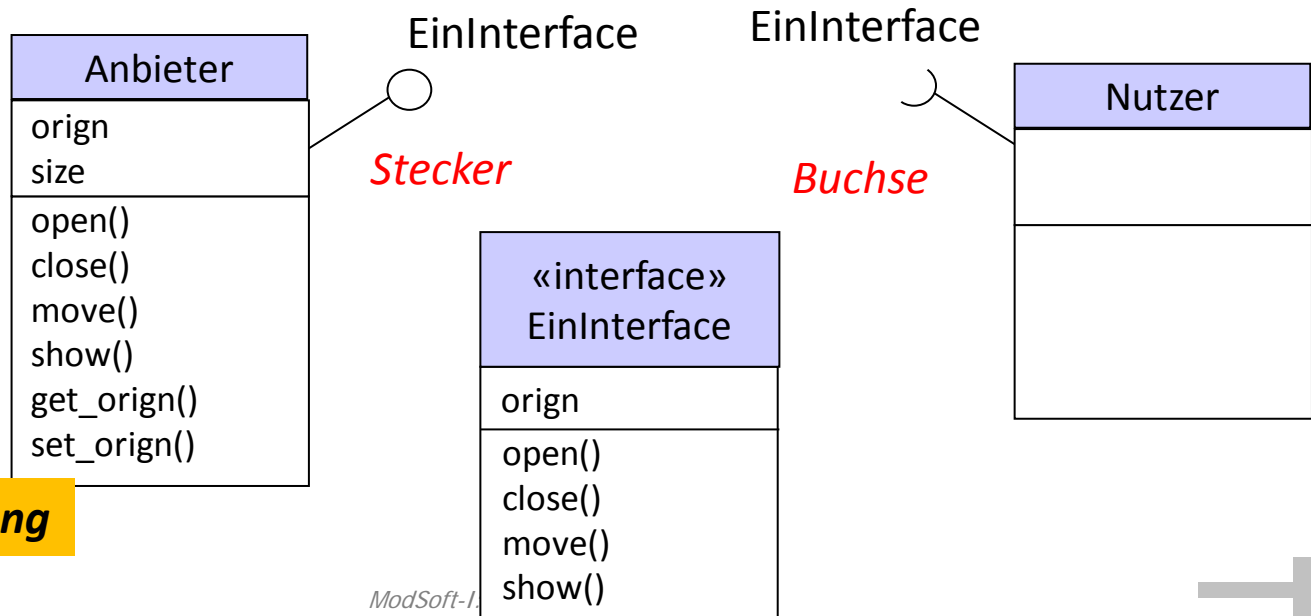 EinInterface
EinInterface
Anbieter
orign
size
open()
close()
move()
show()
get_orign()
set_orign()
Stecker
Buchse
Nutzer
«interface»
EinInterface
orign
open()
close()
move()
show()
ng
ModSoft-I: